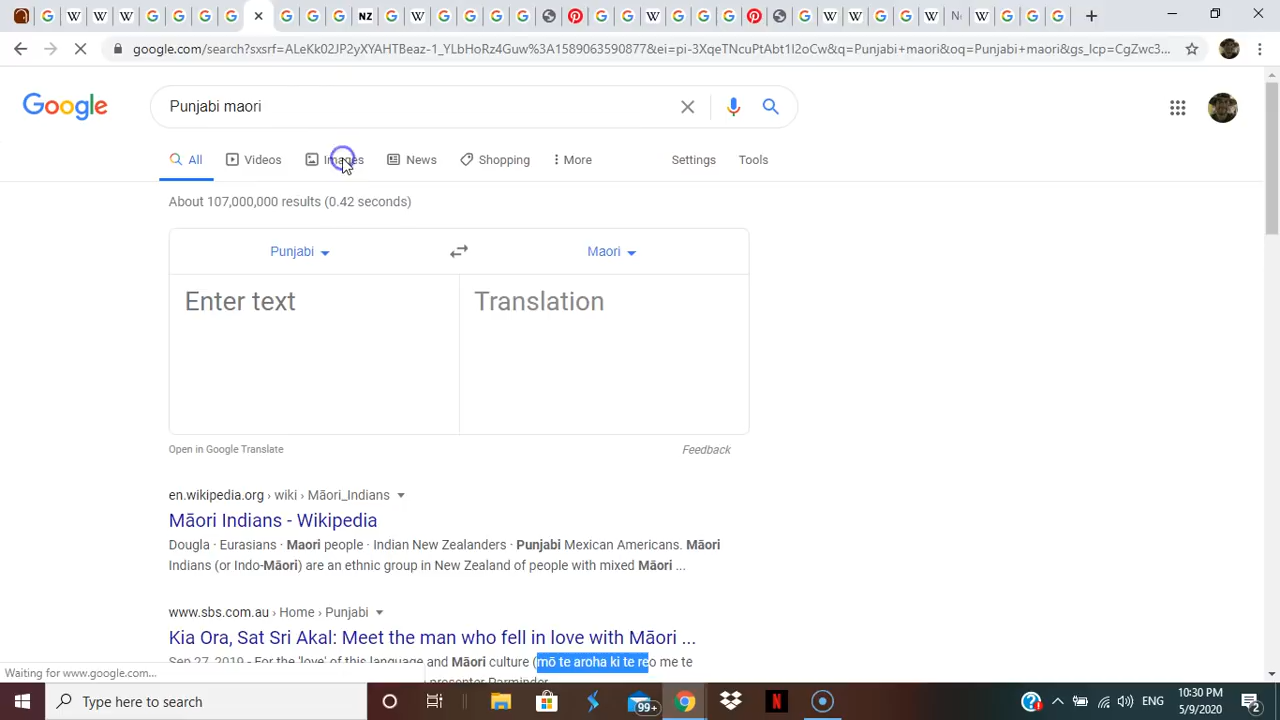 google.com/search?sxsrf=ALeKk02JP2yXYAHTBeaz-1_YLbHoRz4Guw%3A1589063590877&ei=pi-3XqeTNcuPtAbt1I2oCw&q=Punjabi+maori&oq=Punjabi+maori&gs_lcp=CgZwc3...
Google
Punjabi maori
All Videos Images News Shopping More Settings Tools
About 107,000,000 results (0.42 seconds)
Punjabi Maori
Enter text Translation
Open in Google Translate Feedback
en.wikipedia.org › wiki › Māori_Indians
Māori Indians - Wikipedia
Dougla · Eurasians · Maori people · Indian New Zealanders · Punjabi Mexican Americans. Māori
Indians (or Indo-Māori) are an ethnic group in New Zealand of people with mixed Māori ...
www.sbs.com.au › Home › Punjabi
Kia Ora, Sat Sri Akal: Meet the man who fell in love with Māori ...
Sep 27, 2019 - For the 'love' of this language and Māori culture (mō te aroha ki te reo me te
presenter Parminder
Waiting for www.google.com...
Type here to search
99+
ENG
10:30 PM
5/9/2020
2